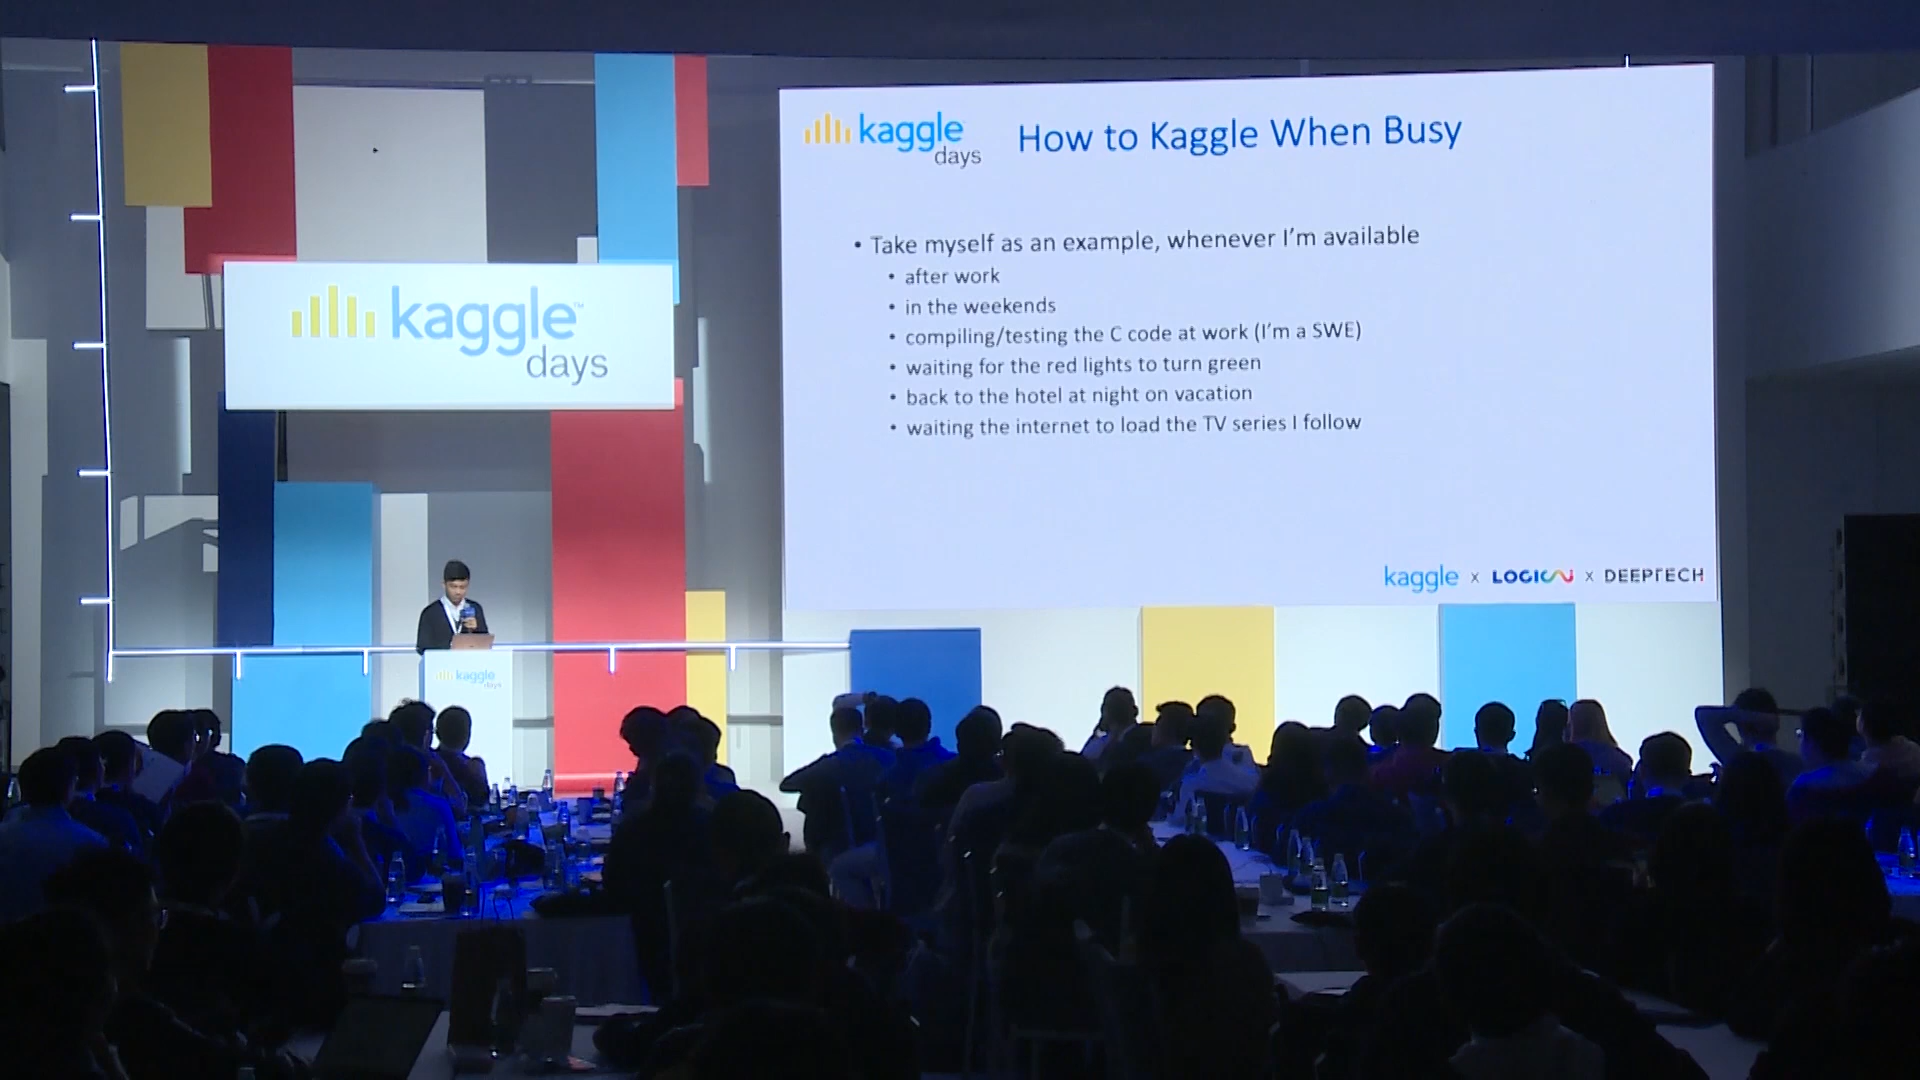 kaggle
days
How to Kaggle When Busy
• Take myself as an example, whenever I'm available
• after work
• in the weekends
• compiling/testing the C code at work (I'm a SWE)
• waiting for the red lights to turn green
• back to the hotel at night on vacation
• waiting the internet to load the TV series I follow
kaggle x LOGIC x DEEPTECH
kaggle™
days
kaggle
days